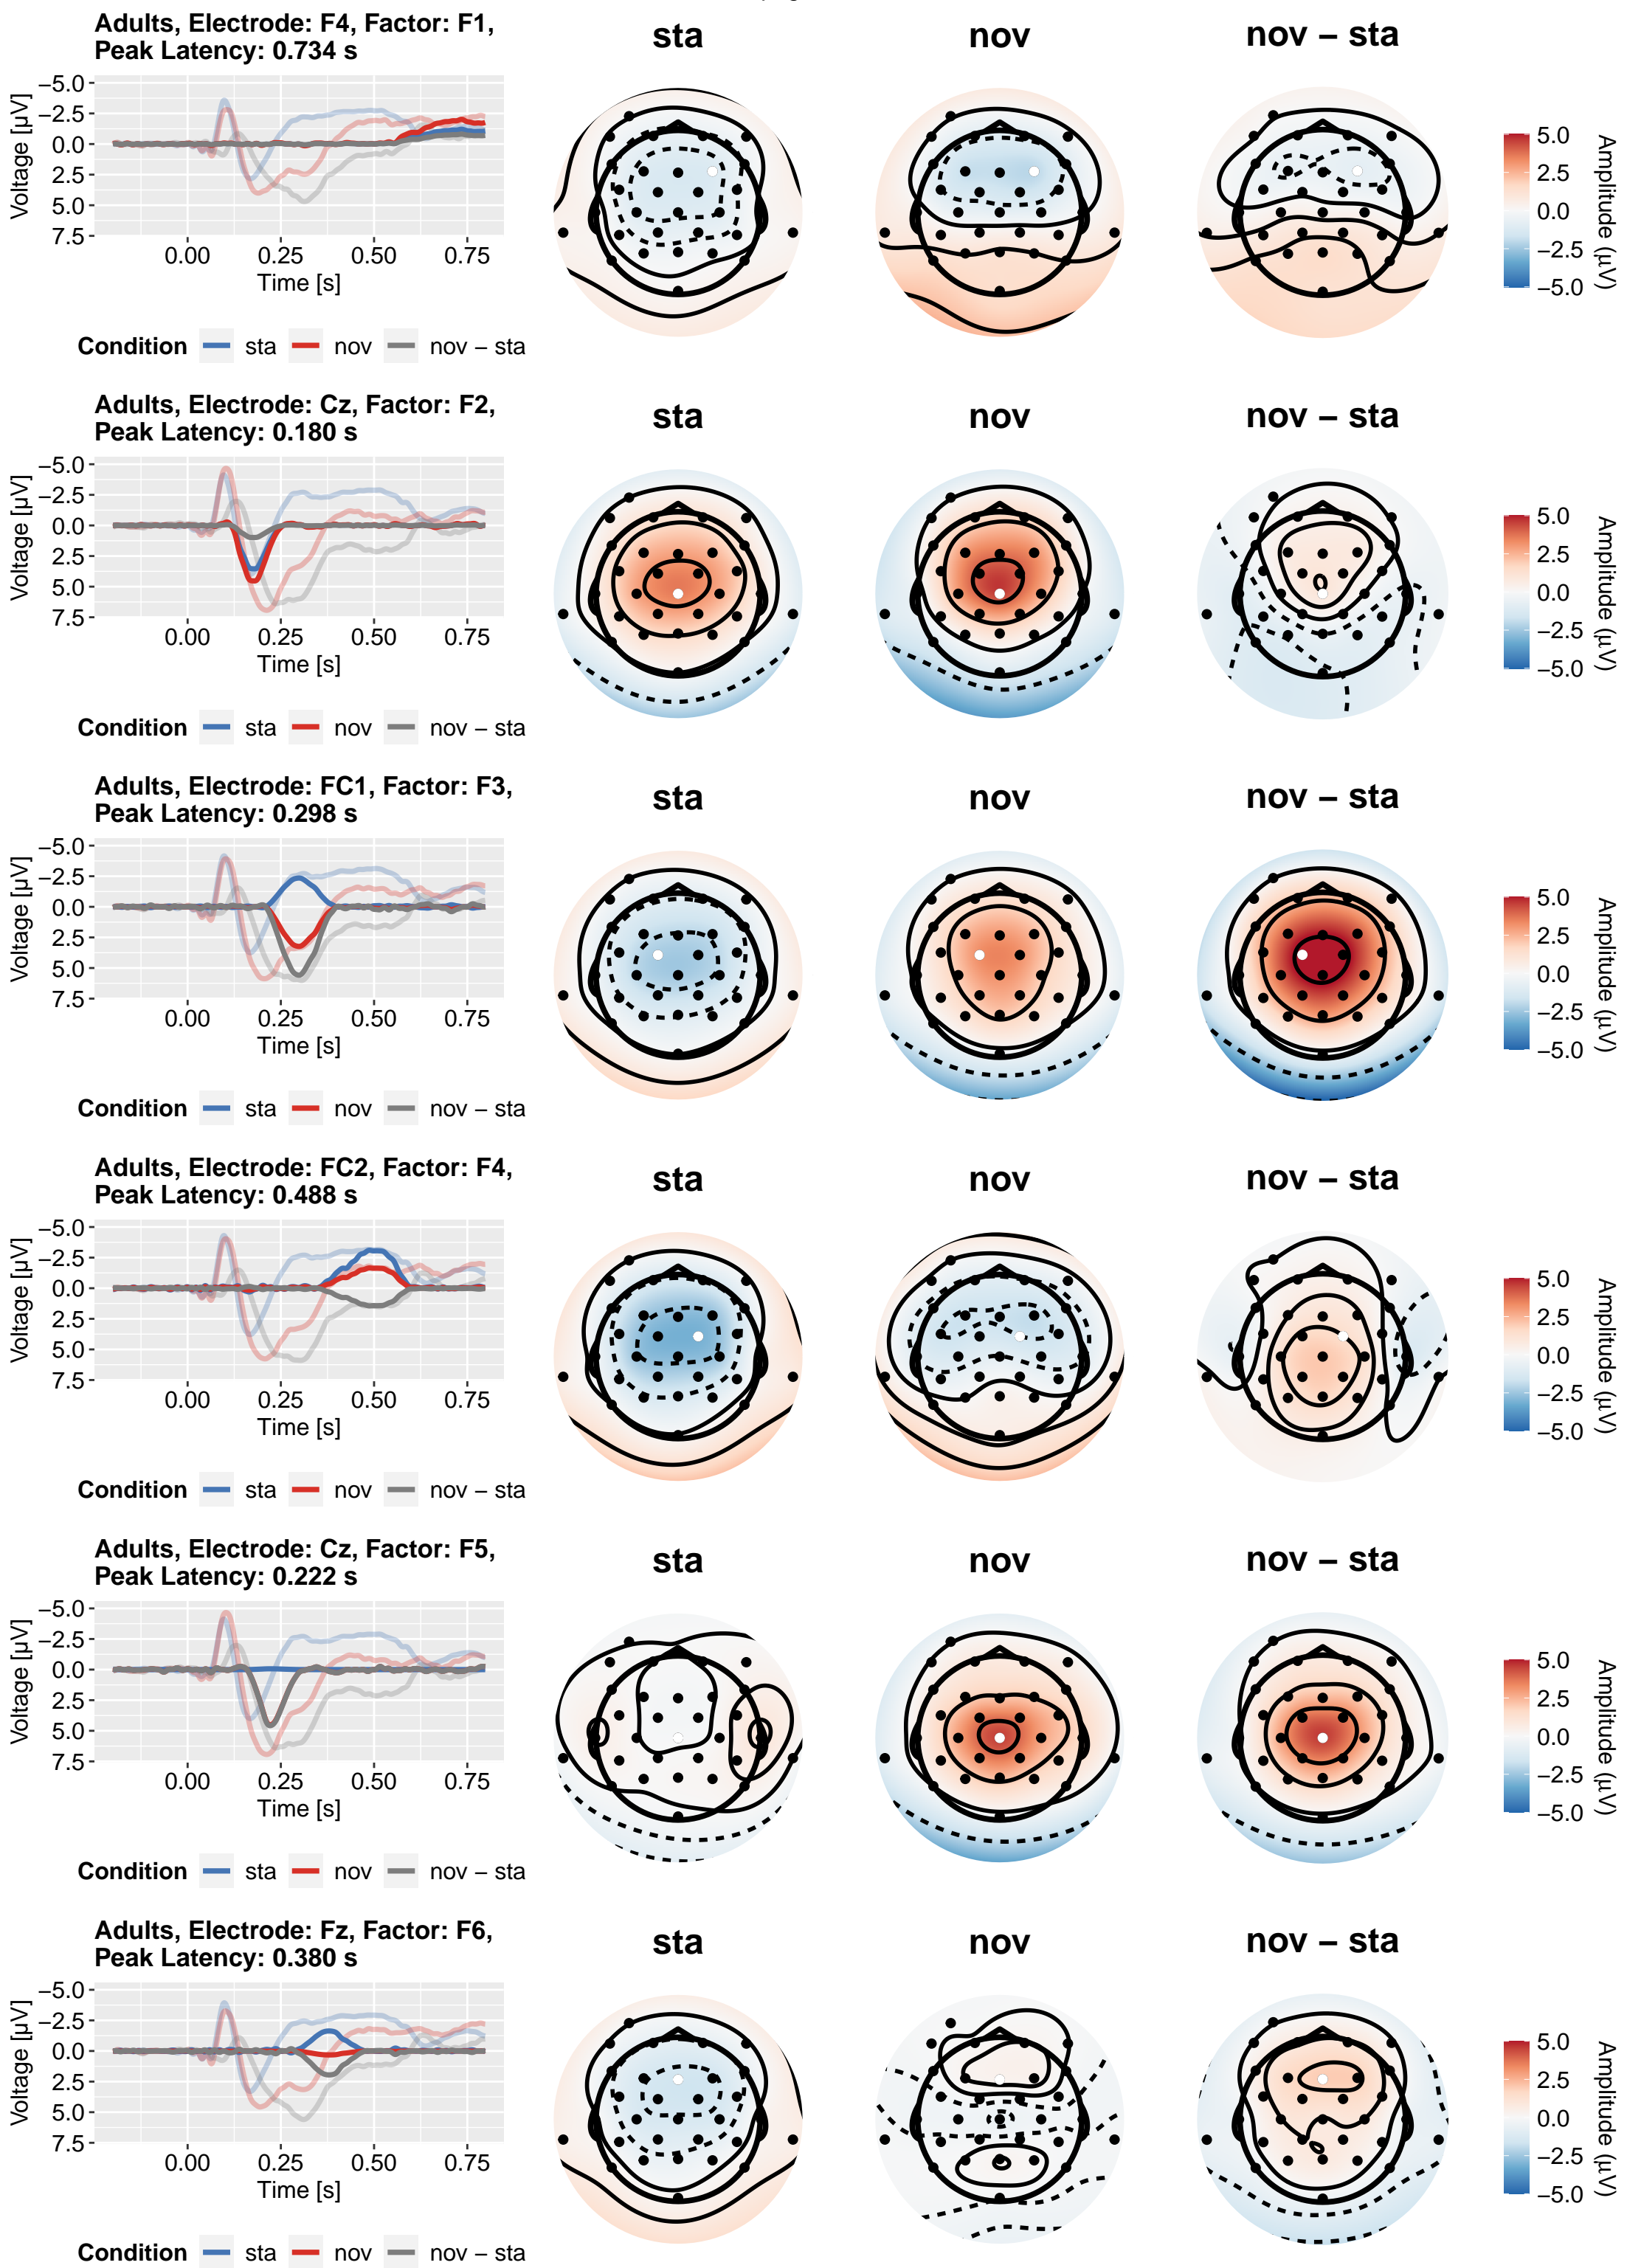 Adults, Electrode: F4, Factor: F1,
Peak Latency: 0.734 s
sta
nov
nov – sta
−5.0
−2.5
0.0
2.5
5.0
7.5
Voltage [µV]
0.00 0.25 0.50 0.75
Time [s]
Condition sta nov nov – sta
5.0
2.5
0.0
−2.5
−5.0
Amplitude (µV)
Adults, Electrode: Cz, Factor: F2,
Peak Latency: 0.180 s
sta
nov
nov – sta
−5.0
−2.5
0.0
2.5
5.0
7.5
Voltage [µV]
0.00 0.25 0.50 0.75
Time [s]
Condition sta nov nov – sta
5.0
2.5
0.0
−2.5
−5.0
Amplitude (µV)
Adults, Electrode: FC1, Factor: F3,
Peak Latency: 0.298 s
sta
nov
nov – sta
−5.0
−2.5
0.0
2.5
5.0
7.5
Voltage [µV]
0.00 0.25 0.50 0.75
Time [s]
Condition sta nov nov – sta
5.0
2.5
0.0
−2.5
−5.0
Amplitude (µV)
Adults, Electrode: FC2, Factor: F4,
Peak Latency: 0.488 s
sta
nov
nov – sta
−5.0
−2.5
0.0
2.5
5.0
7.5
Voltage [µV]
0.00 0.25 0.50 0.75
Time [s]
Condition sta nov nov – sta
5.0
2.5
0.0
−2.5
−5.0
Amplitude (µV)
Adults, Electrode: Cz, Factor: F5,
Peak Latency: 0.222 s
sta
nov
nov – sta
−5.0
−2.5
0.0
2.5
5.0
7.5
Voltage [µV]
0.00 0.25 0.50 0.75
Time [s]
Condition sta nov nov – sta
5.0
2.5
0.0
−2.5
−5.0
Amplitude (µV)
Adults, Electrode: Fz, Factor: F6,
Peak Latency: 0.380 s
sta
nov
nov – sta
−5.0
−2.5
0.0
2.5
5.0
7.5
Voltage [µV]
0.00 0.25 0.50 0.75
Time [s]
Condition sta nov nov – sta
5.0
2.5
0.0
−2.5
−5.0
Amplitude (µV)